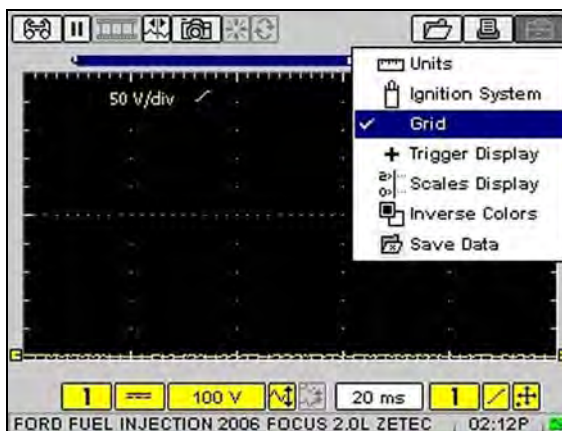 Units
50 V/div
Ignition System
Grid
Trigger Display
Scales Display
Inverse Colors
Save Data
1 100 V 20 ms 1
FORD FUEL INJECTION 2006 FOCUS 2.0L ZETEC 02:12P